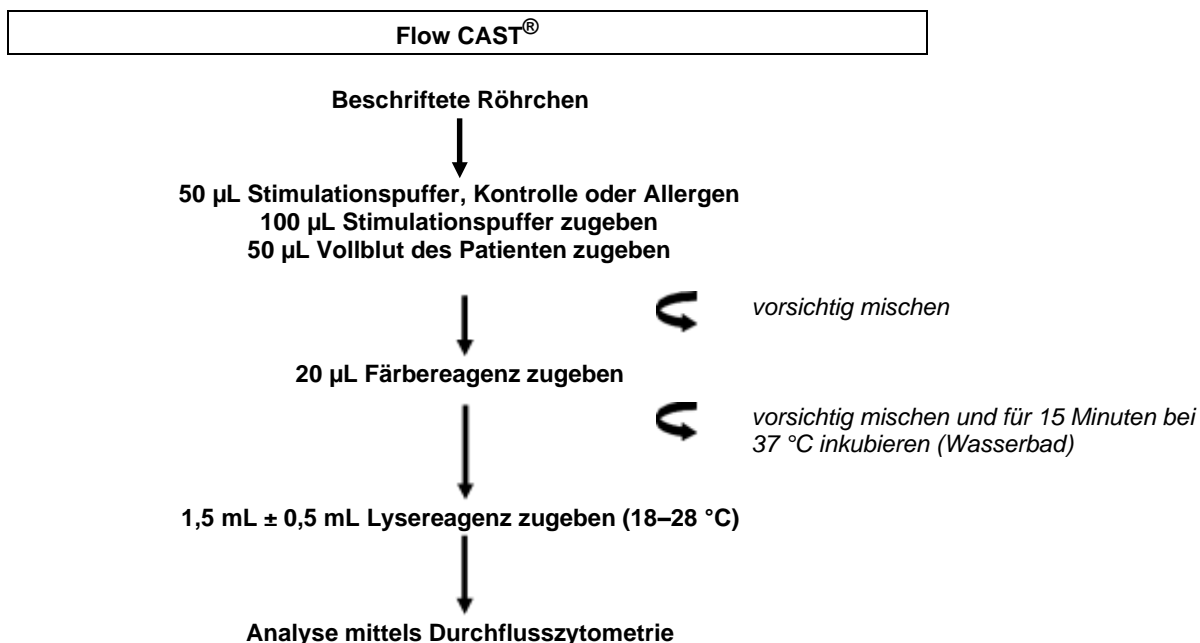 Flow CAST®
Beschriftete Röhrchen
50 µL Stimulationspuffer, Kontrolle oder Allergen
100 µL Stimulationspuffer zugeben
50 µL Vollblut des Patienten zugeben
vorsichtig mischen
20 µL Färbereagenz zugeben
vorsichtig mischen und für 15 Minuten bei
37 °C inkubieren (Wasserbad)
1,5 mL ± 0,5 mL Lysereagenz zugeben (18–28 °C)
Analyse mittels Durchflusszytometrie